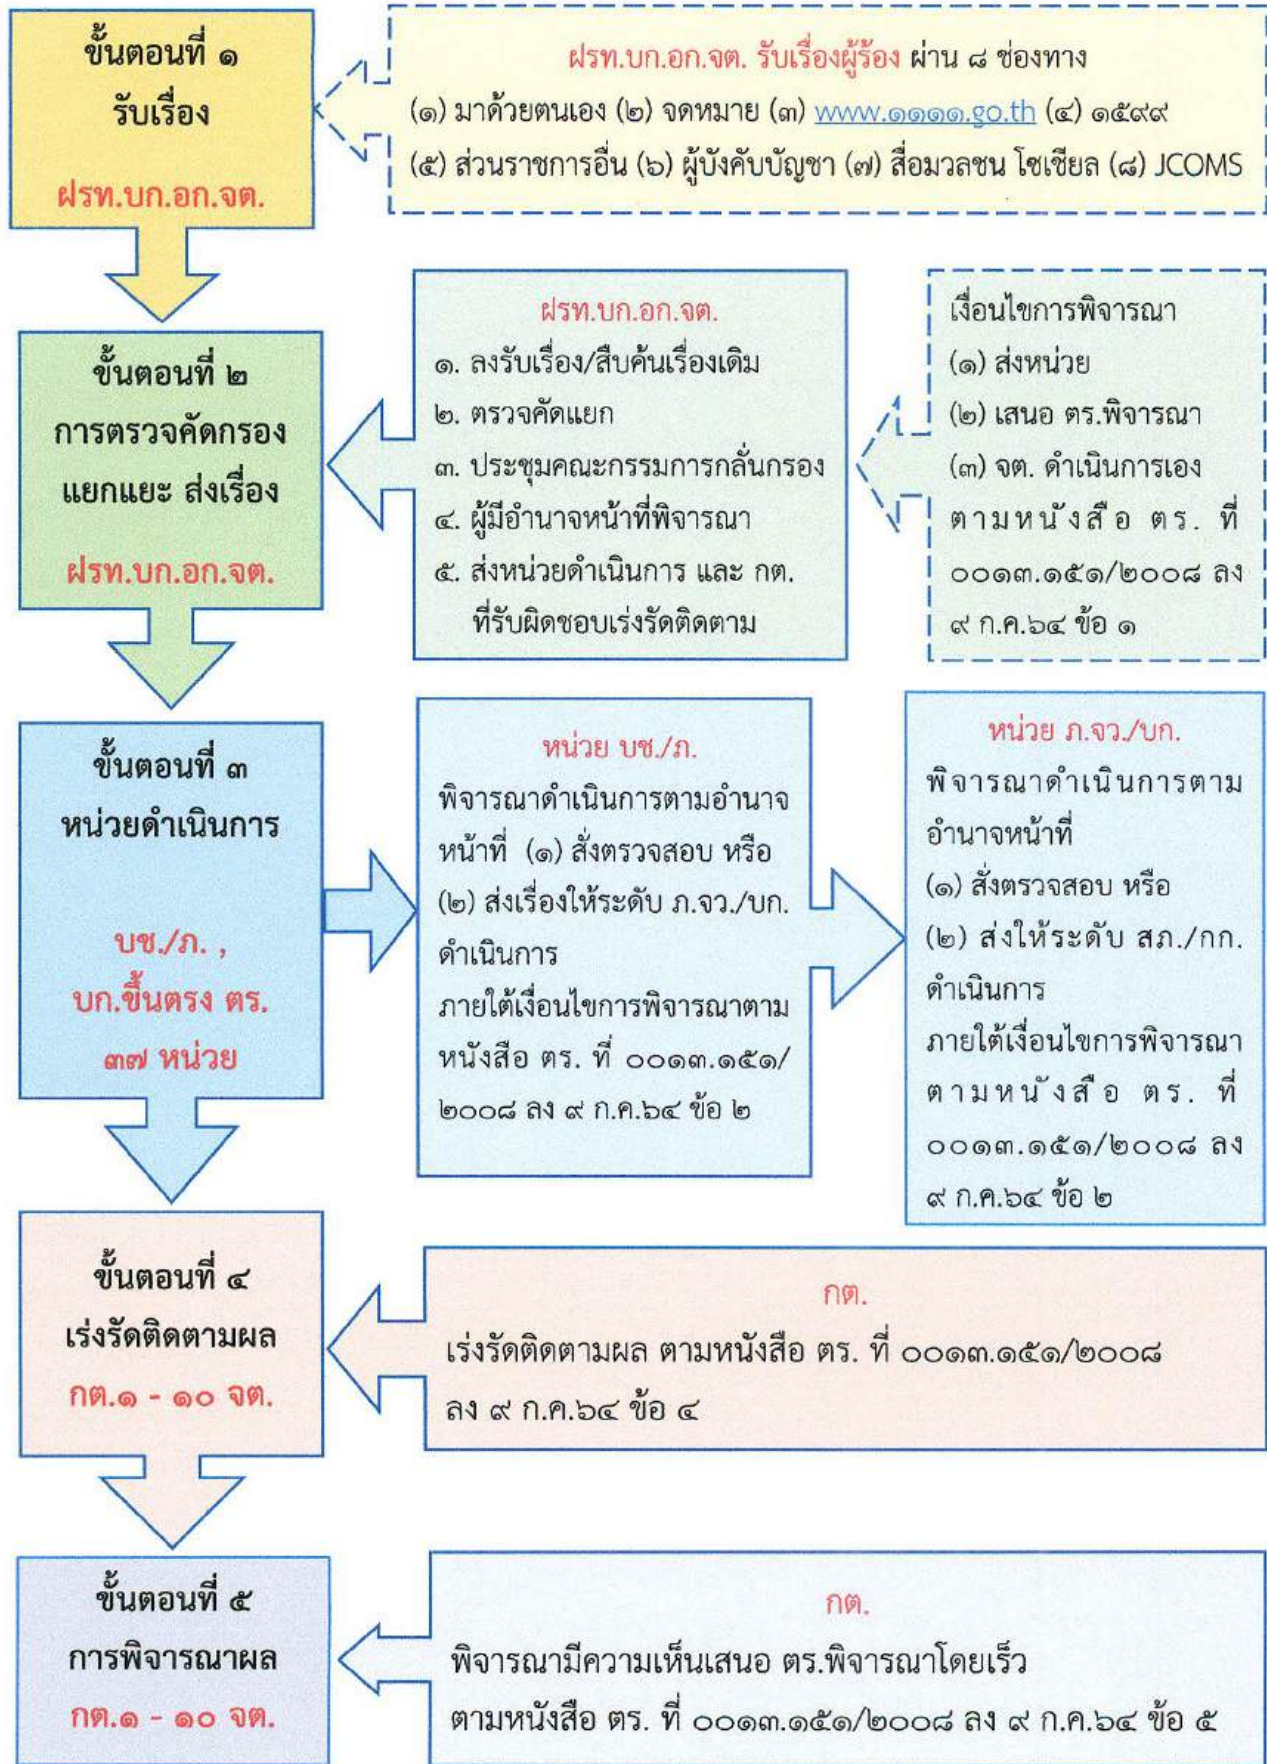 ขั้นตอนที่ ๑
รับเรื่อง
ฝรท.บก.อก.จต.
ฝรท.บก.อก.จต. รับเรื่องผู้ร้อง ผ่าน ๘ ช่องทาง
(๑) มาด้วยตนเอง (๒) จดหมาย (๓) www.๑๑๑๑.go.th (๔) ๑๕๙๙
(๕) ส่วนราชการอื่น (๖) ผู้บังคับบัญชา (๗) สื่อมวลชน โซเชียล (๘) JCOMS
ขั้นตอนที่ ๒
การตรวจคัดกรอง
แยกแยะ ส่งเรื่อง
ฝรท.บก.อก.จต.
ฝรท.บก.อก.จต.
๑. ลงรับเรื่อง/สืบค้นเรื่องเดิม
๒. ตรวจคัดแยก
๓. ประชุมคณะกรรมการกลั่นกรอง
๔. ผู้มีอำนาจหน้าที่พิจารณา
๕. ส่งหน่วยดำเนินการ และ กต.
ที่รับผิดชอบเร่งรัดติดตาม
เงื่อนไขการพิจารณา
(๑) ส่งหน่วย
(๒) เสนอ ตร.พิจารณา
(๓) จต. ดำเนินการเอง
ตามหนังสือ ตร. ที่
๐๐๑๓.๑๕๑/๒๐๐๘ ลง
๙ ก.ค.๖๔ ข้อ ๑
ขั้นตอนที่ ๓
หน่วยดำเนินการ
บช./ภ. ,
บก.ขึ้นตรง ตร.
๓๗ หน่วย
หน่วย บช./ภ.
พิจารณาดำเนินการตามอำนาจ
หน้าที่ (๑) สั่งตรวจสอบ หรือ
(๒) ส่งเรื่องให้ระดับ ภ.จว./บก.
ดำเนินการ
ภายใต้เงื่อนไขการพิจารณาตาม
หนังสือ ตร. ที่ ๐๐๑๓.๑๕๑/
๒๐๐๘ ลง ๙ ก.ค.๖๔ ข้อ ๒
หน่วย ภ.จว./บก.
พิจารณาดำเนินการตาม
อำนาจหน้าที่
(๑) สั่งตรวจสอบ หรือ
(๒) ส่งให้ระดับ สภ./กก.
ดำเนินการ
ภายใต้เงื่อนไขการพิจารณา
ตามหนังสือ ตร. ที่
๐๐๑๓.๑๕๑/๒๐๐๘ ลง
๙ ก.ค.๖๔ ข้อ ๒
ขั้นตอนที่ ๔
เร่งรัดติดตามผล
กต.๑ - ๑๐ จต.
กต.
เร่งรัดติดตามผล ตามหนังสือ ตร. ที่ ๐๐๑๓.๑๕๑/๒๐๐๘
ลง ๙ ก.ค.๖๔ ข้อ ๔
ขั้นตอนที่ ๕
การพิจารณาผล
กต.๑ - ๑๐ จต.
กต.
พิจารณามีความเห็นเสนอ ตร.พิจารณาโดยเร็ว
ตามหนังสือ ตร. ที่ ๐๐๑๓.๑๕๑/๒๐๐๘ ลง ๙ ก.ค.๖๔ ข้อ ๕